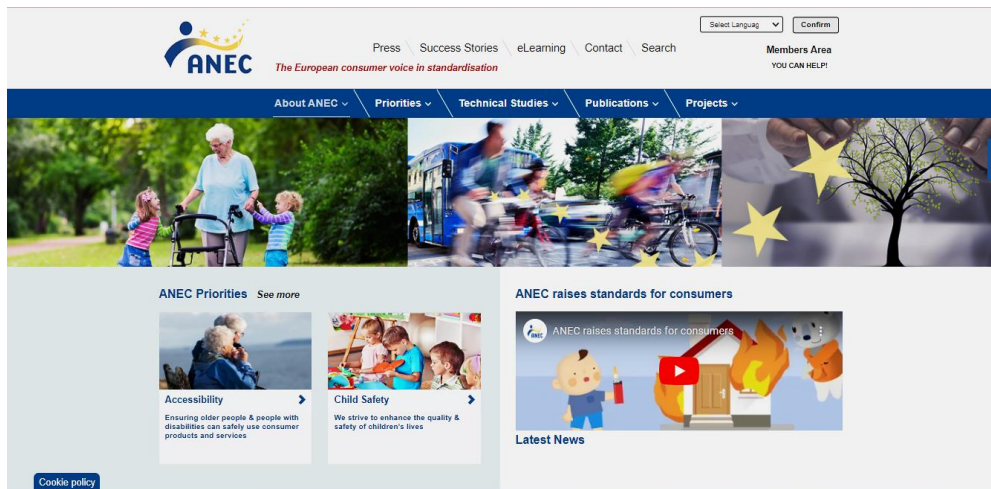 Select Languag
Confirm
ANEC
Press
Success Stories
eLearning
Contact
Search
Members Area
The European consumer voice in standardisation
YOU CAN HELP!
About ANEC
Priorities
Technical Studies
Publications
Projects
ANEC Priorities See more
Accessibility
Ensuring older people & people with
disabilities can safely use consumer
products and services
Child Safety
We strive to enhance the quality &
safety of children's lives
ANEC raises standards for consumers
ANEC
ANEC raises standards for consumers
Latest News
Cookie policy